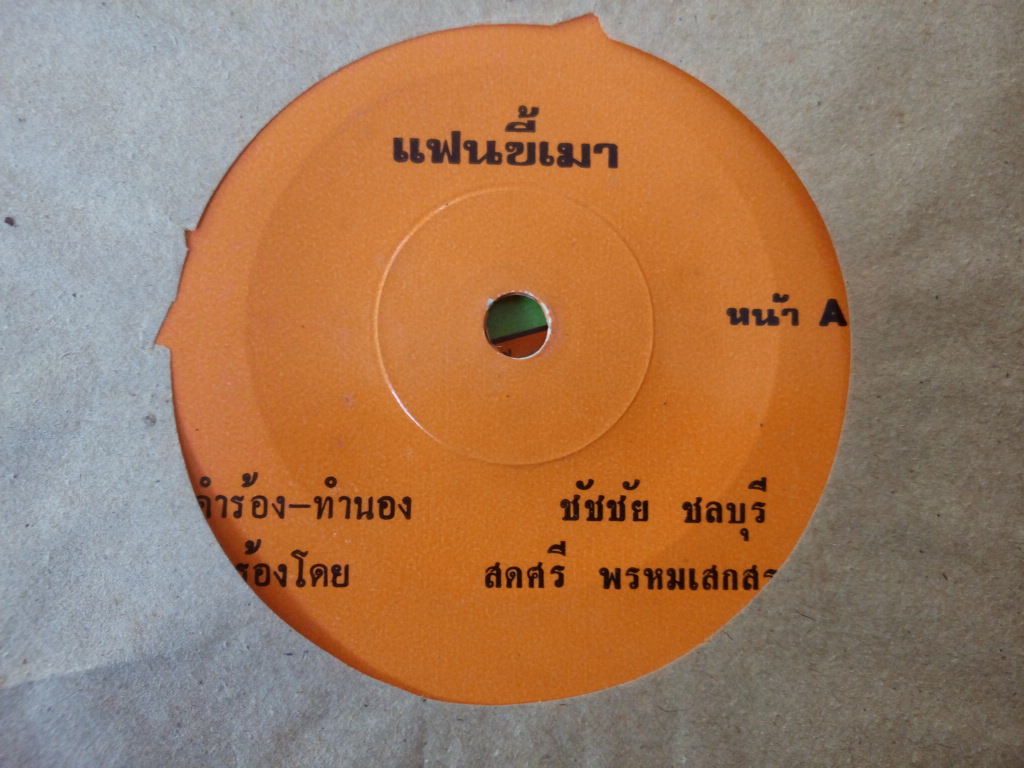 แฟนขี้เมา
หน้า A
คำร้อง-ทำนอง ชัชชัย ชลบุรี
ร้องโดย สดศรี พรหมเสกสร